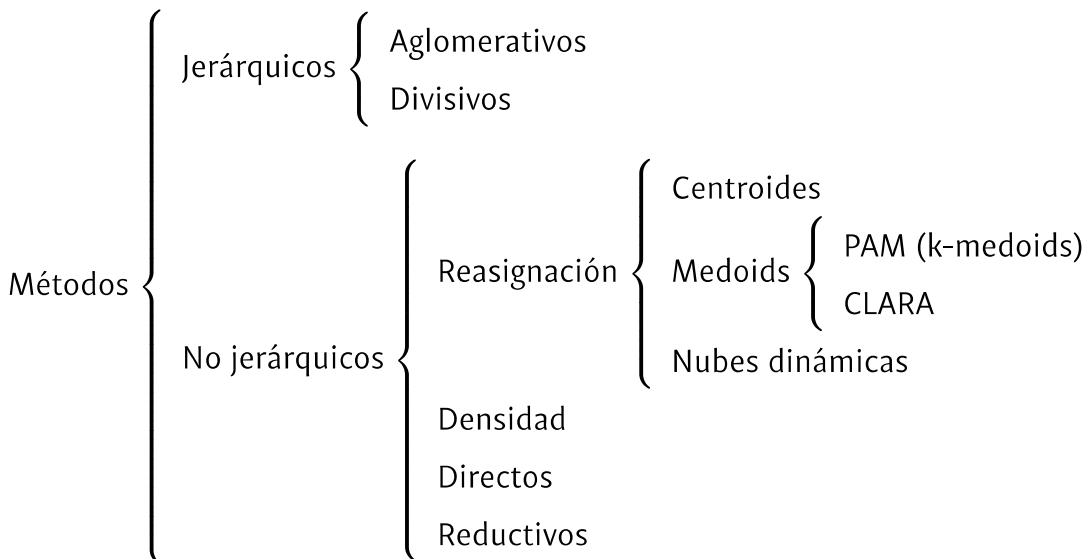 Métodos
Jerárquicos
Aglomerativos
Divisivos
No jerárquicos
Reasignación
Centroides
Medoids
PAM (k-medoids)
CLARA
Nubes dinámicas
Densidad
Directos
Reductivos